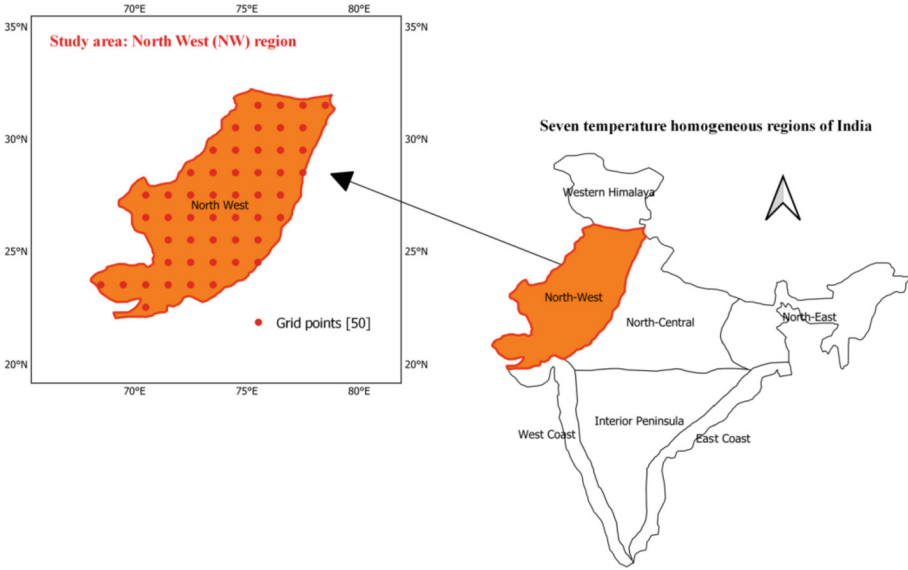 70°E 75°E 80°E
35°N 35°N
Study area: North West (NW) region
30°N 30°N
North West
25°N 25°N
Grid points [50]
20°N 20°N
70°E 75°E 80°E
Seven temperature homogeneous regions of India
Western Himalaya
North-West
North-Central
North-East
Interior Peninsula
West Coast
East Coast